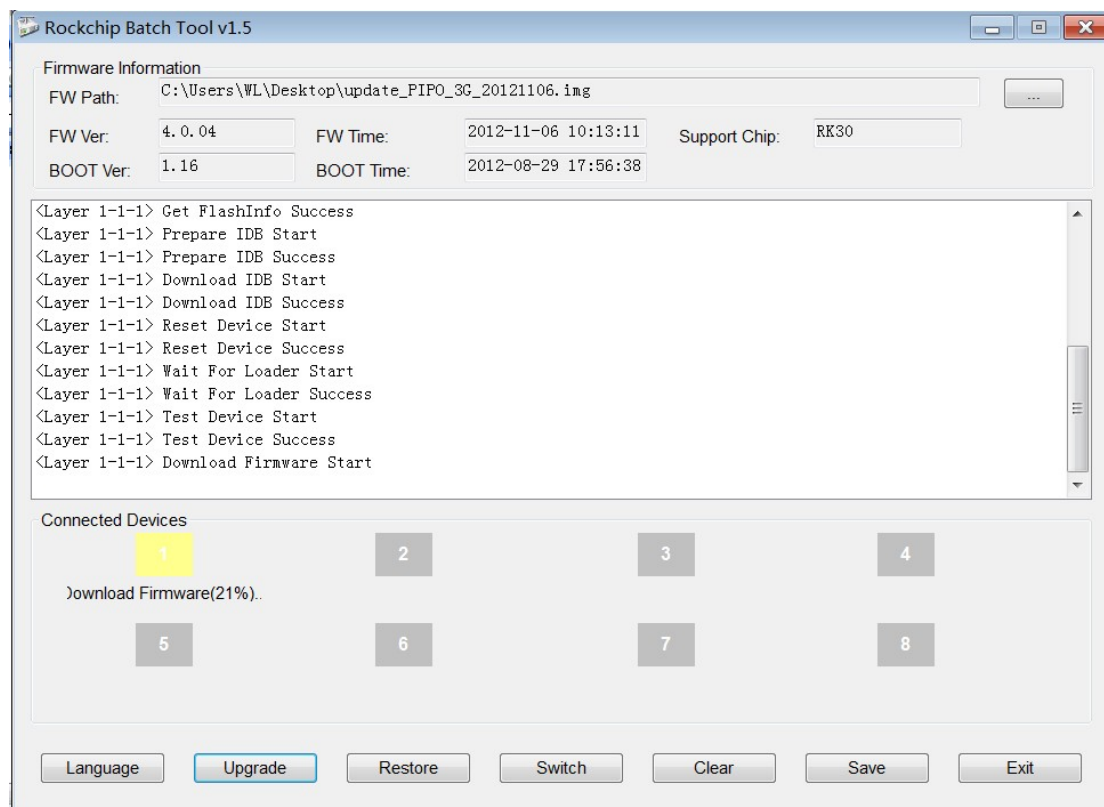 Rockchip Batch Tool v1.5
Firmware Information
FW Path: C:\Users\WL\Desktop\update_PIPO_3G_20121106.img ...
FW Ver: 4.0.04 FW Time: 2012-11-06 10:13:11 Support Chip: RK30
BOOT Ver: 1.16 BOOT Time: 2012-08-29 17:56:38
<Layer 1-1-1> Get FlashInfo Success
<Layer 1-1-1> Prepare IDB Start
<Layer 1-1-1> Prepare IDB Success
<Layer 1-1-1> Download IDB Start
<Layer 1-1-1> Download IDB Success
<Layer 1-1-1> Reset Device Start
<Layer 1-1-1> Reset Device Success
<Layer 1-1-1> Wait For Loader Start
<Layer 1-1-1> Wait For Loader Success
<Layer 1-1-1> Test Device Start
<Layer 1-1-1> Test Device Success
<Layer 1-1-1> Download Firmware Start
Connected Devices
1 2 3 4
Download Firmware(21%)..
5 6 7 8
Language Upgrade Restore Switch Clear Save Exit